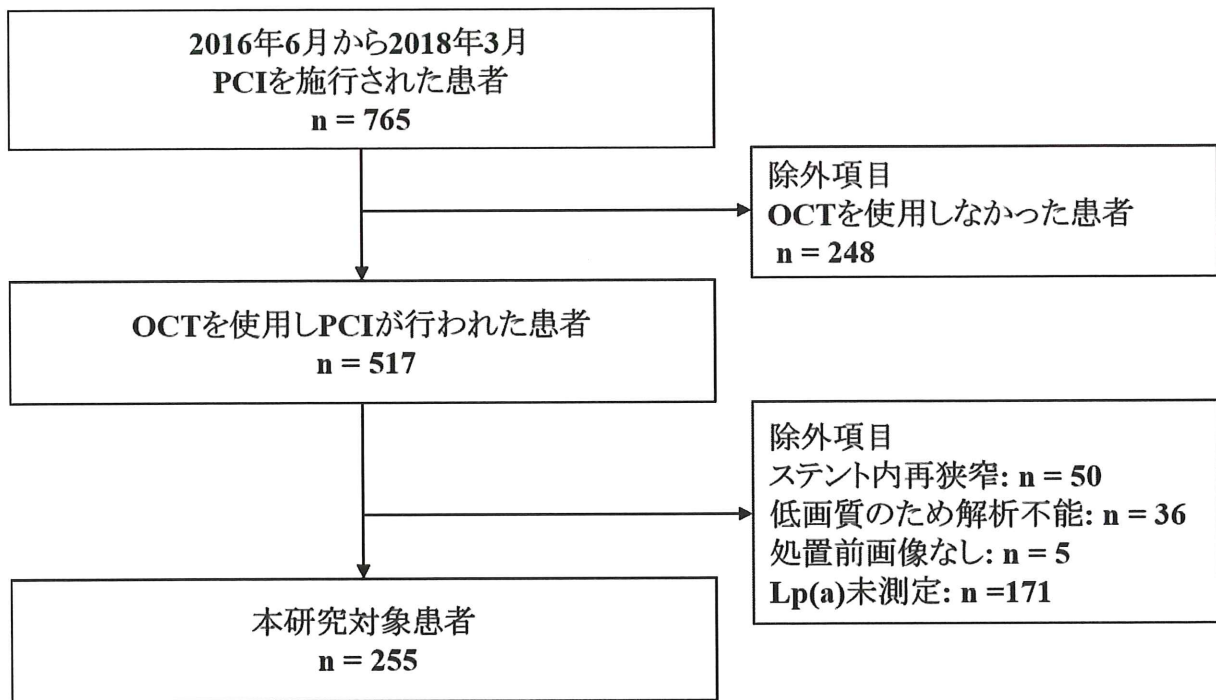 2016年6月から2018年3月
PCIを施行された患者
n = 765
除外項目
OCTを使用しなかった患者
n = 248
OCTを使用しPCIが行われた患者
n = 517
除外項目
ステント内再狭窄: n = 50
低画質のため解析不能: n = 36
処置前画像なし: n = 5
Lp(a)未測定: n =171
本研究対象患者
n = 255